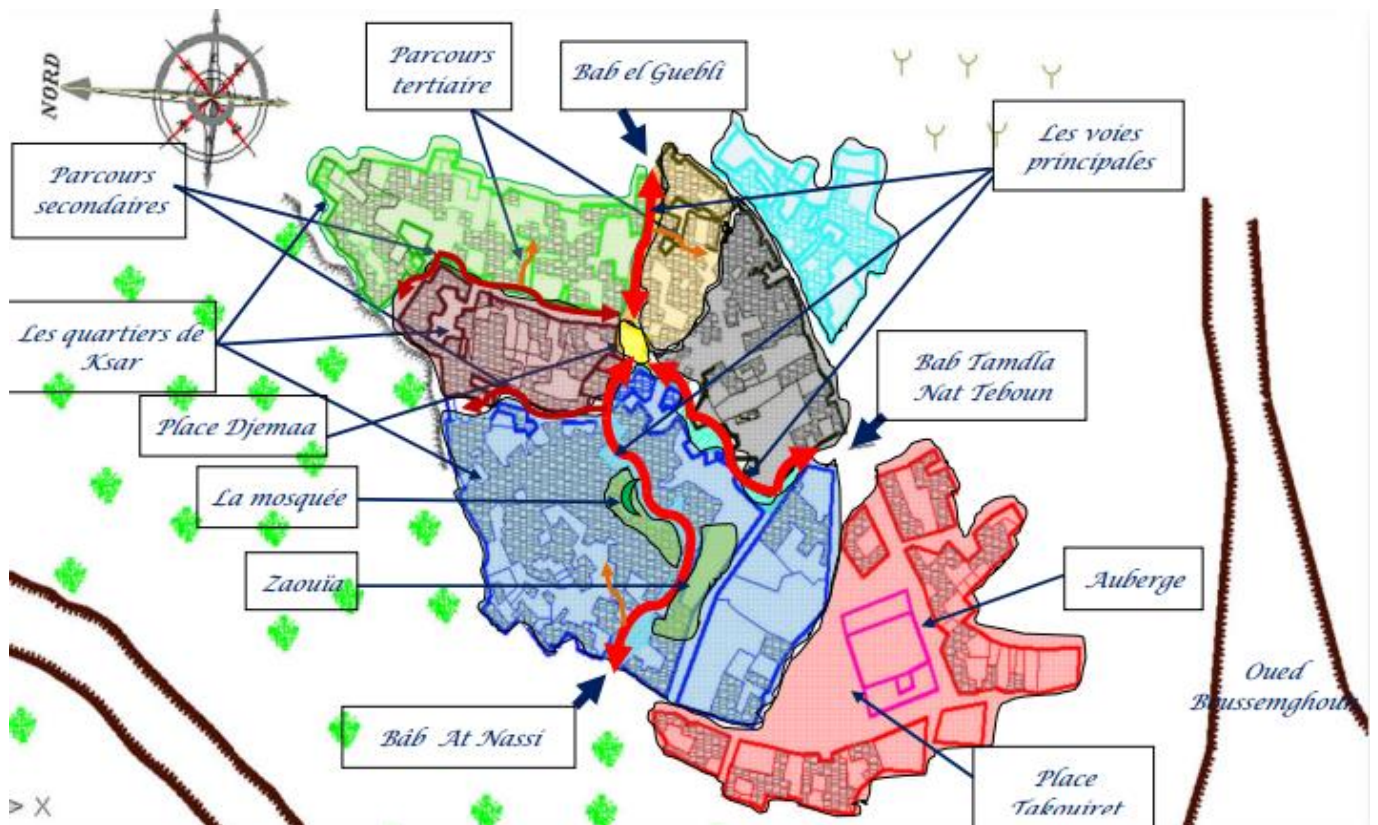 NORD
Parcours
tertiaire
Bab el Guebli
Les voies
principales
Parcours
secondaires
Les quartiers de
Ksar
Bab Tamdla
Nat Teboun
Place Djemaa
La mosquée
Zaouïa
Auberge
Oued
Boussemghoun
Bâb At Nassi
Place
Takouiret
> X